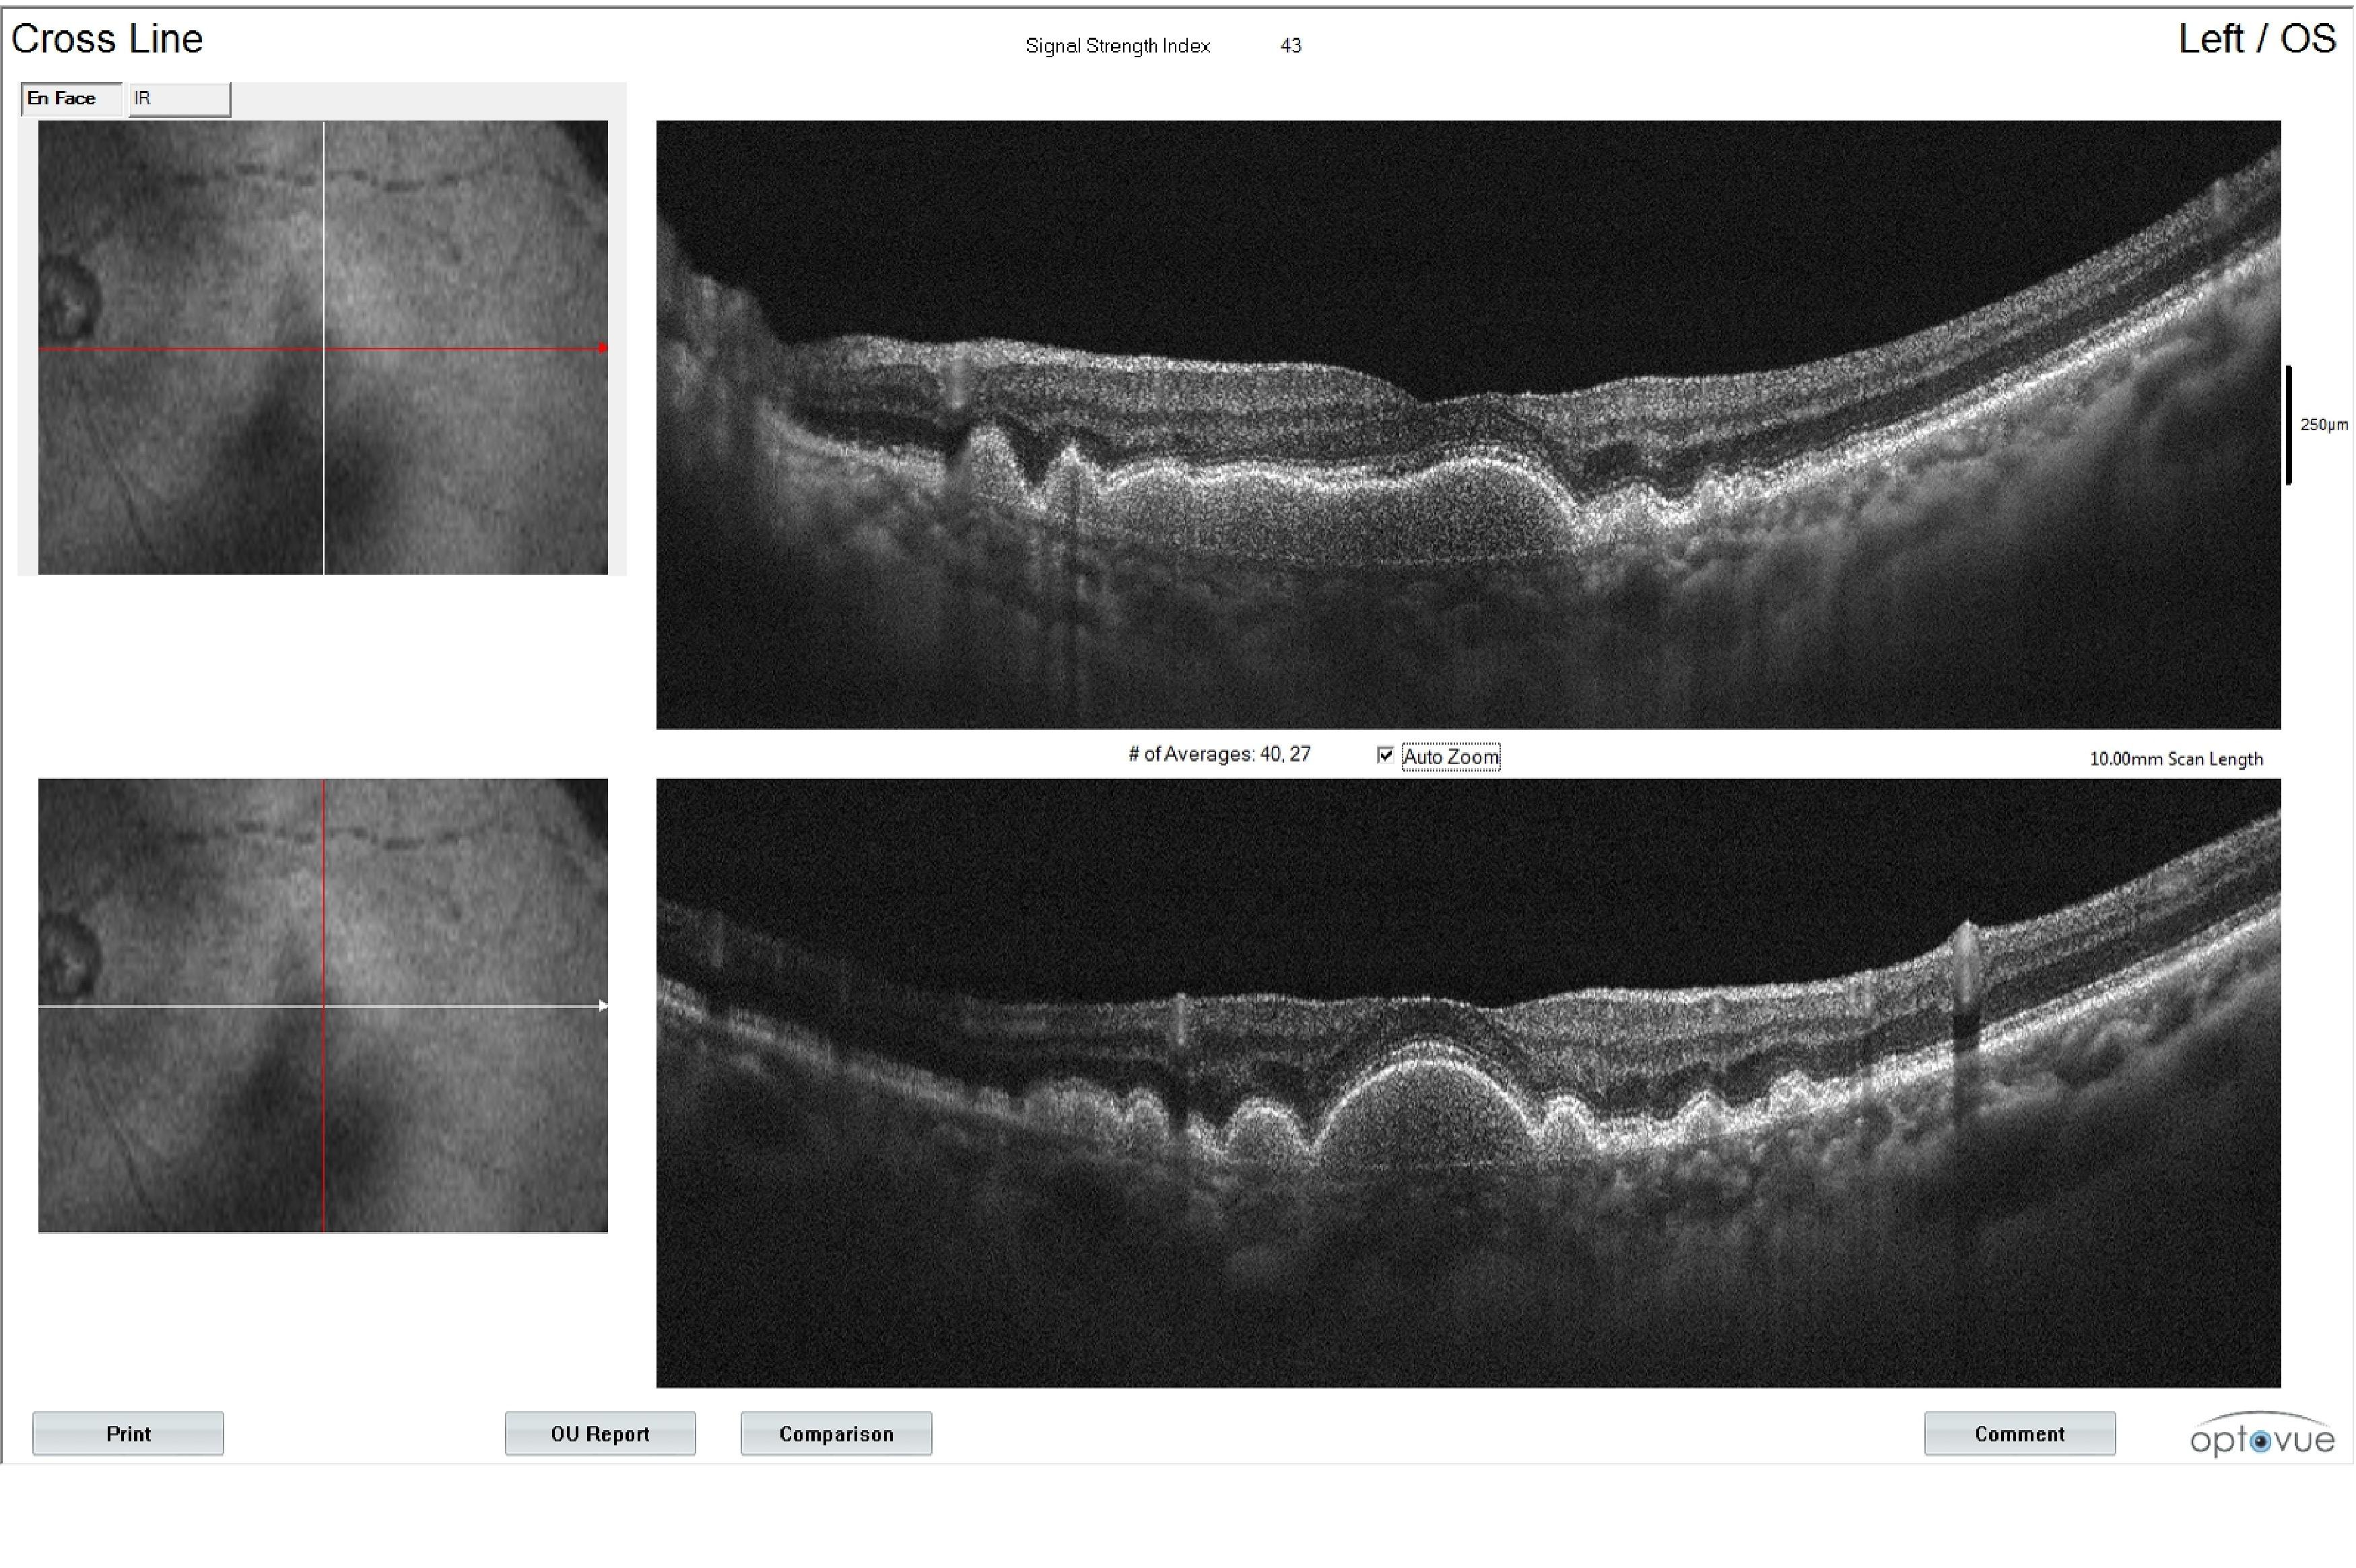 Cross Line
Signal Strength Index 43
Left / OS
En Face
IR
250µm
# of Averages: 40, 27
Auto Zoom
10.00mm Scan Length
Print
OU Report
Comparison
Comment
optovue